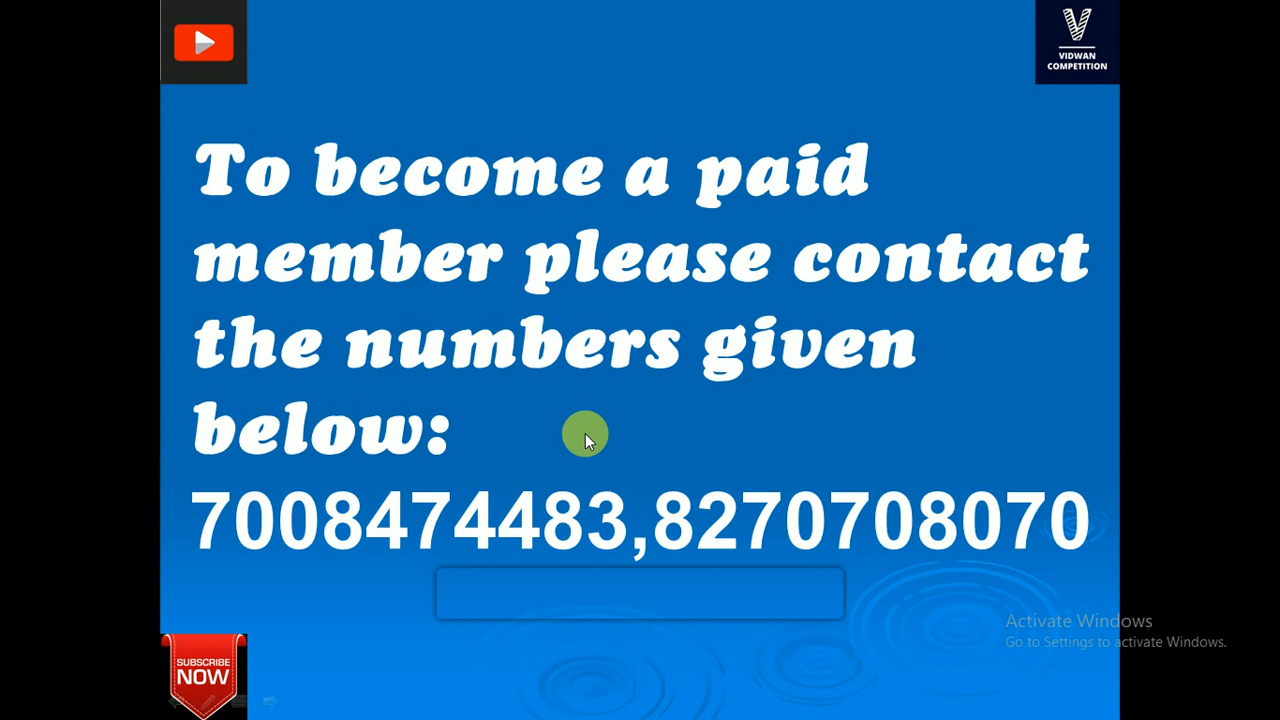 VIDWAN
COMPETITION
To become a paid
member please contact
the numbers given
below:
7008474483,8270708070
Activate Windows
Go to Settings to activate Windows.
SUBSCRIBE
NOW